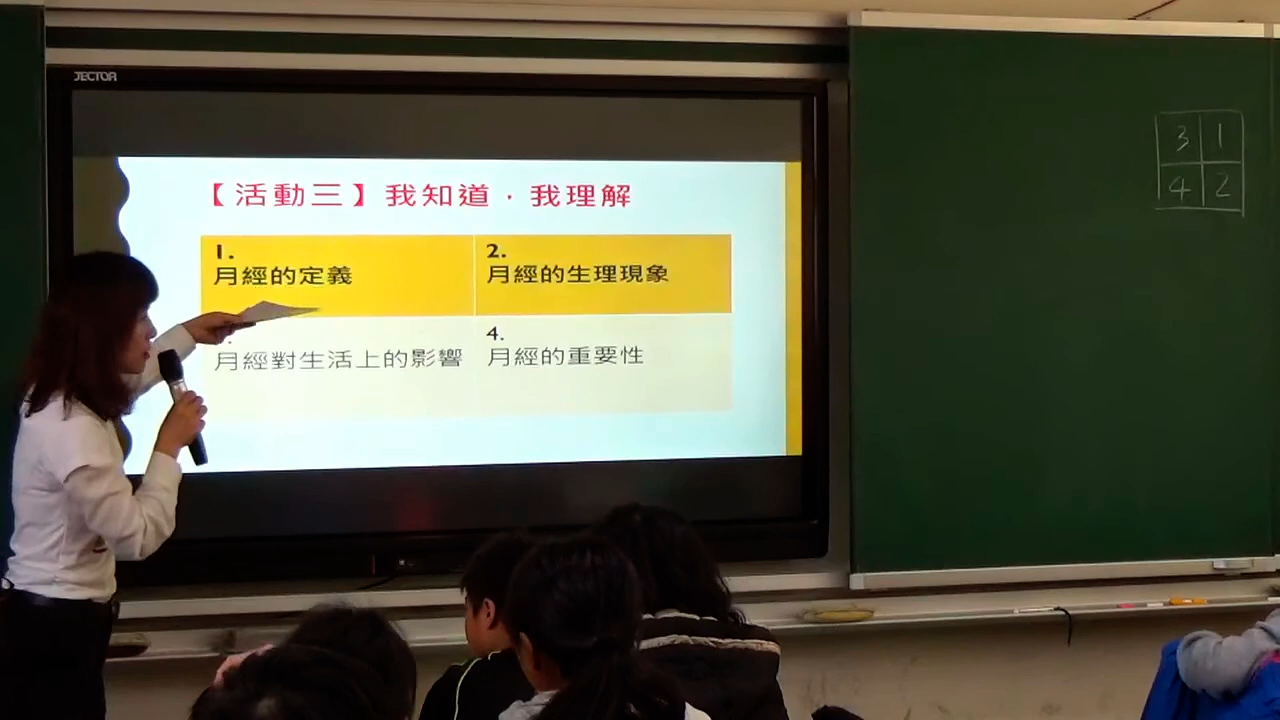 JECTOR
【活動三】我知道．我理解
1.
月經的定義
2.
月經的生理現象
月經對生活上的影響
4.
月經的重要性
3 1
4 2